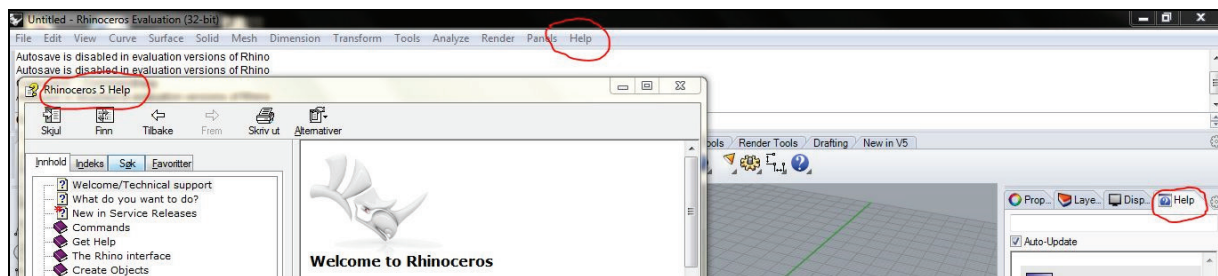 Untitled - Rhinoceros Evaluation (32-bit)
File Edit View Curve Surface Solid Mesh Dimension Transform Tools Analyze Render Panels Help
Autosave is disabled in evaluation versions of Rhino
Autosave is disabled in evaluation versions of Rhino
Rhinoceros 5 Help
Skjul Finn Tilbake Frem Skriv ut Alternativer
Render Tools Drafting New in V5
Innhold Indeks Søk Favoritter
Welcome/Technical support
What do you want to do?
New in Service Releases
Commands
Get Help
The Rhino interface
Create Objects
Welcome to Rhinoceros
Prop... Laye... Disp... Help
Auto-Update